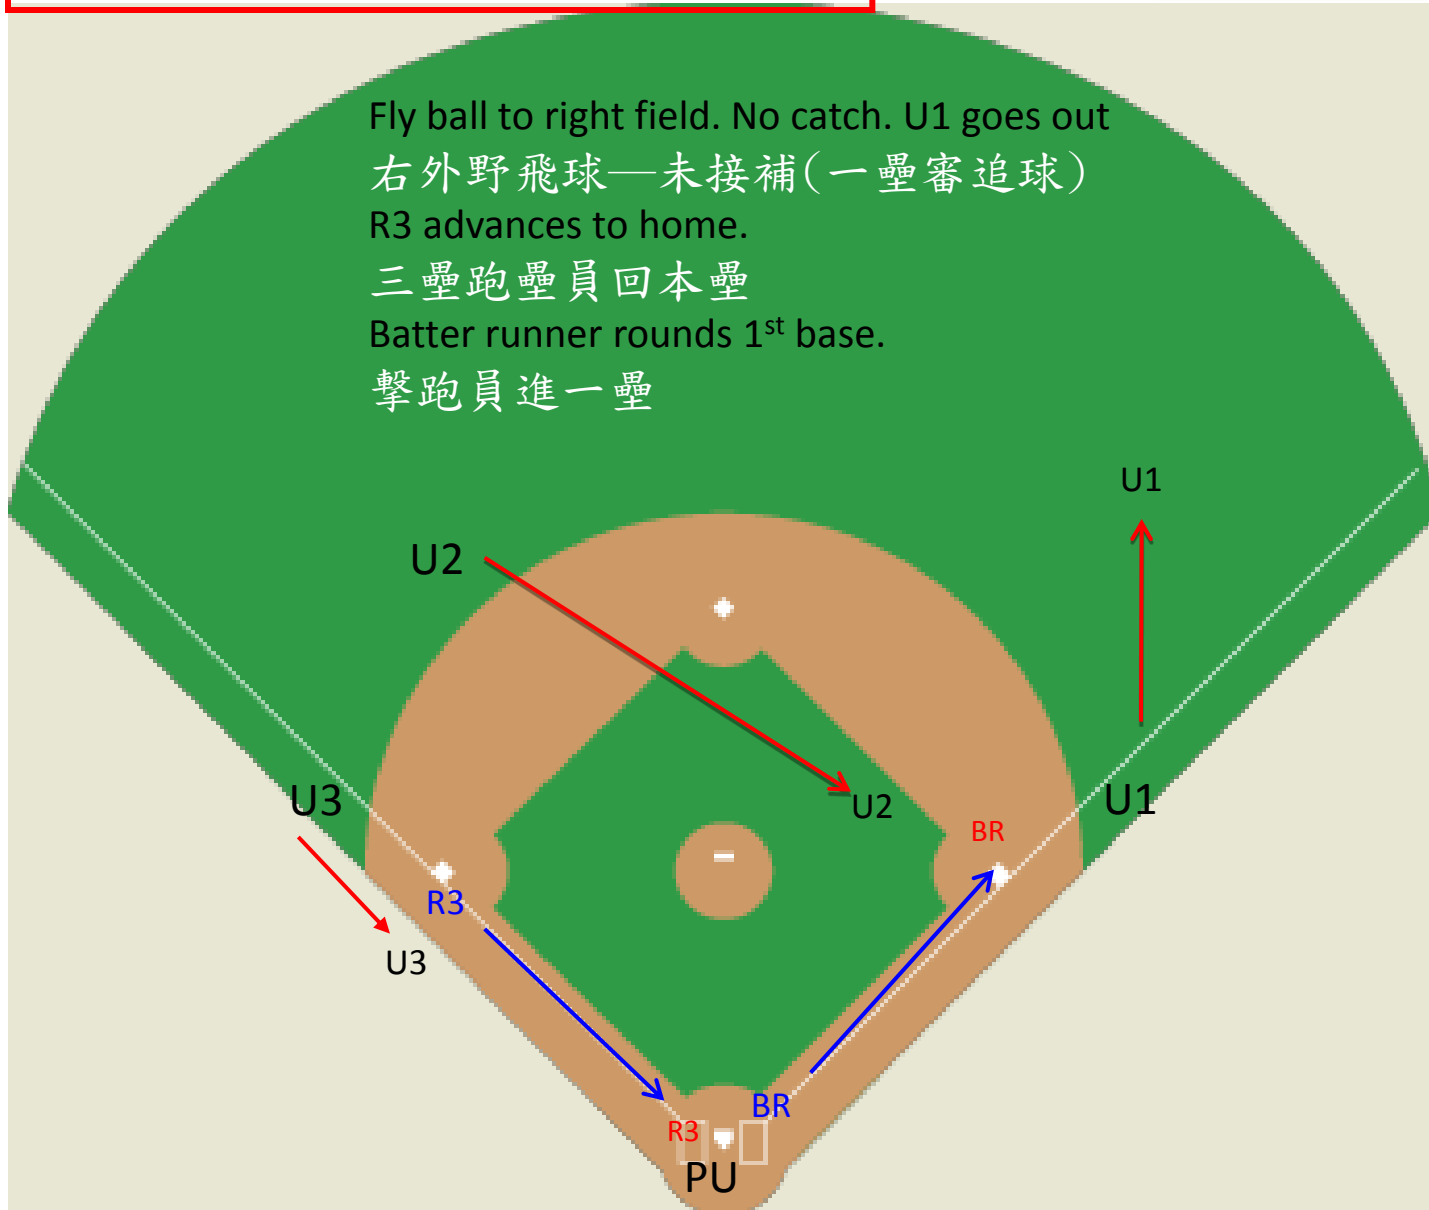 Fly ball to right field. No catch. U1 goes out
右外野飛球—未接補(一壘審追球)
R3 advances to home.
三壘跑壘員回本壘
Batter runner rounds 1st base.
擊跑員進一壘
U1
U2
U3
U2
U1
BR
R3
U3
BR
R3
PU